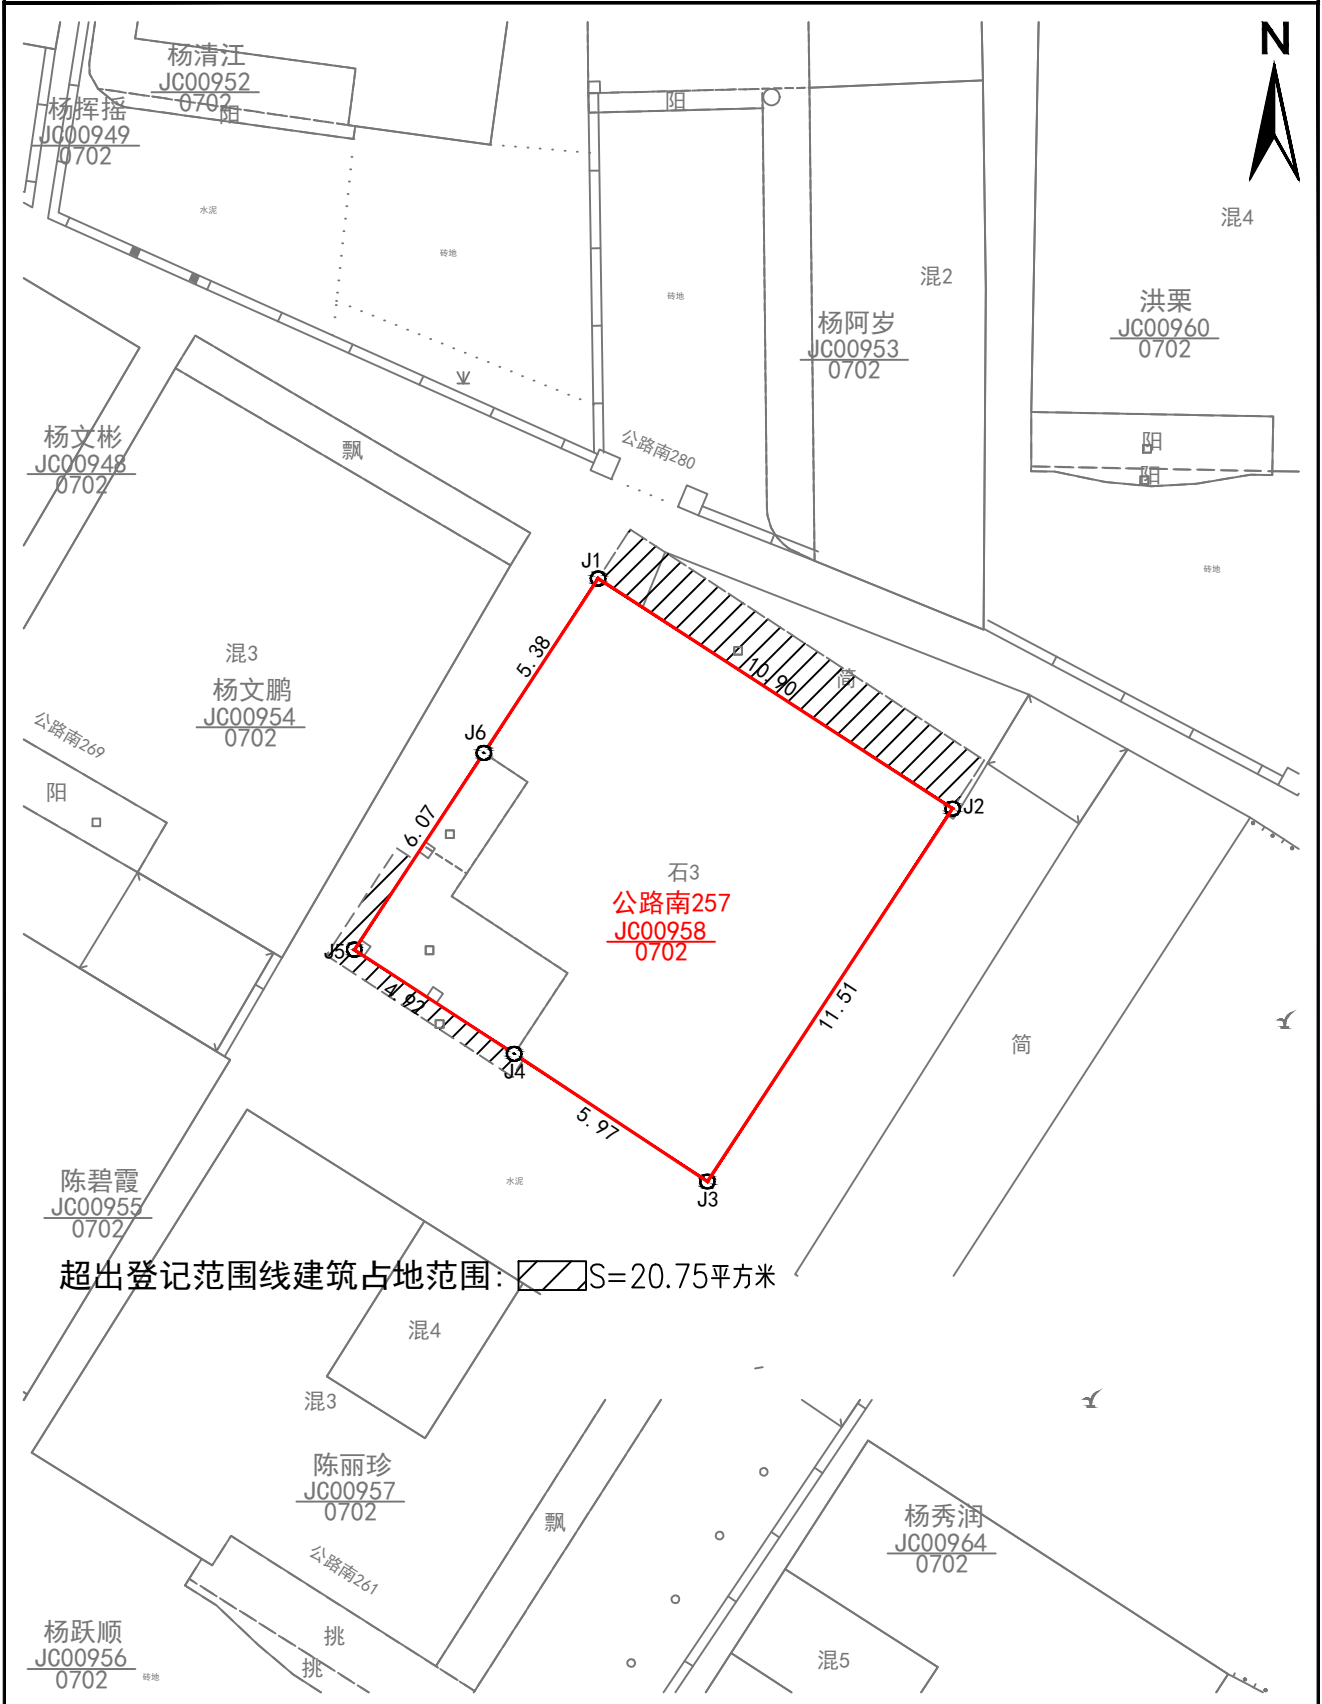 N
杨清江
JC00952
0702
阳
杨挥摇
JC00949
0702
阳
水泥
砖地
砖地
混4
混2
洪栗
JC00960
0702
杨阿岁
JC00953
0702
杨文彬
JC00948
0702
飘
公路南280
阳
阳
砖地
J1
5.38
混3
杨文鹏
JC00954
0702
10.90
简
公路南269
J6
阳
J2
6.07
石3
公路南257
JC00958
0702
J5
4.92
11.51
简
J4
5.97
陈碧霞
JC00955
0702
水泥
J3
超出登记范围线建筑占地范围:
S=20.75平方米
混4
混3
陈丽珍
JC00957
0702
飘
杨秀润
JC00964
0702
公路南261
杨跃顺
JC00956
0702
砖地
挑
挑
混5